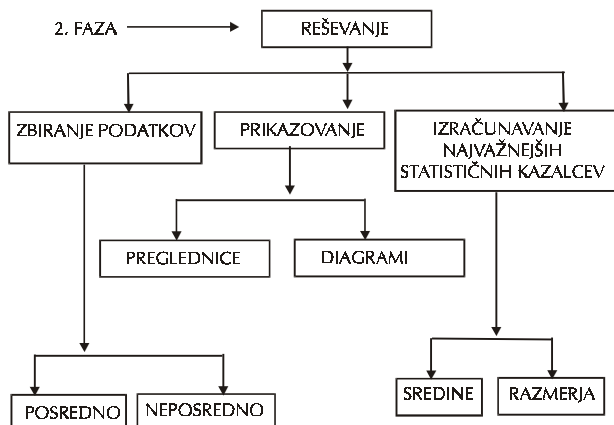 2. FAZA
REŠEVANJE
ZBIRANJE PODATKOV
PRIKAZOVANJE
IZRAČUNAVANJE
NAJVAŽNEJŠIH
STATISTIČNIH KAZALCEV
PREGLEDNICE
DIAGRAMI
POSREDNO
NEPOSREDNO
SREDINE
RAZMERJA